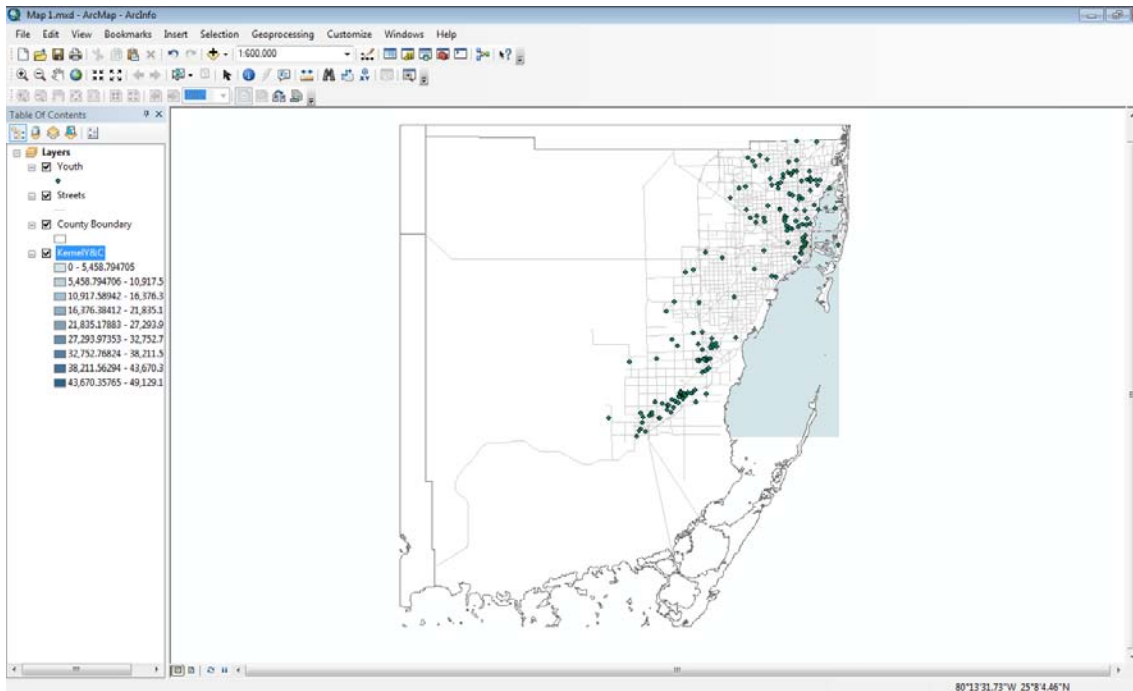 Map 1.mxd - ArcMap - ArcInfo
File Edit View Bookmarks Insert Selection Geoprocessing Customize Windows Help
1:600.000
Table Of Contents
Layers
Youth
Streets
County Boundary
KernelY&C
0 - 5,458.794705
5,458.794706 - 10,917.5
10,917.58942 - 16,376.3
16,376.38412 - 21,835.1
21,835.17883 - 27,293.9
27,293.97353 - 32,752.7
32,752.76824 - 38,211.5
38,211.56294 - 43,670.3
43,670.35765 - 49,129.1
80°13'31.73"W 25°8'4.46"N